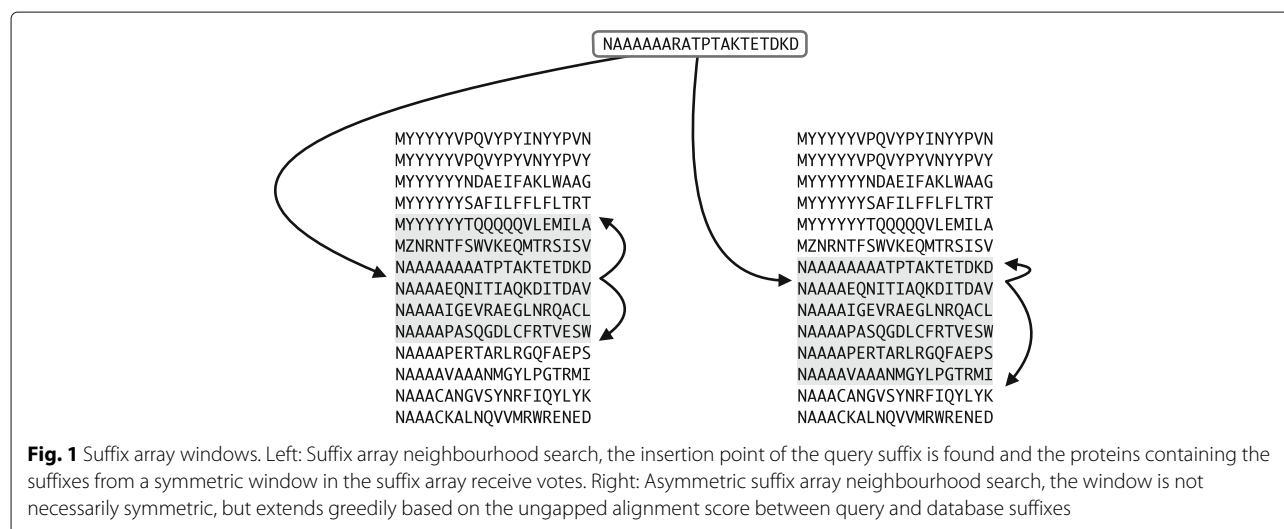 NAAAAAARATPTAKTETDKD
MYYYYYVPQVYPYINYYPVN
MYYYYYVPQVYPYVNYYPVY
MYYYYYYNDAEIFAKLWAAG
MYYYYYYSAFILFFLFLTRT
MYYYYYYTQQQQQVLEMILA
MZNRNTFSWVKEQMTRSISV
NAAAAAAAATPTAKTETDKD
NAAAAEQNITIAQKDITDAV
NAAAAIGEVRAEGLNRQACL
NAAAAPASQGDLCFRTVESW
NAAAAPERTARLRGQFAEPS
NAAAAVAAANMGYLPGTRMI
NAAACANGVSYNRFIQYLYK
NAAACKALNQVVMRWRENED
MYYYYYVPQVYPYINYYPVN
MYYYYYVPQVYPYVNYYPVY
MYYYYYYNDAEIFAKLWAAG
MYYYYYYSAFILFFLFLTRT
MYYYYYYTQQQQQVLEMILA
MZNRNTFSWVKEQMTRSISV
NAAAAAAAATPTAKTETDKD
NAAAAEQNITIAQKDITDAV
NAAAAIGEVRAEGLNRQACL
NAAAAPASQGDLCFRTVESW
NAAAAPERTARLRGQFAEPS
NAAAAVAAANMGYLPGTRMI
NAAACANGVSYNRFIQYLYK
NAAACKALNQVVMRWRENED
Fig. 1 Suffix array windows. Left: Suffix array neighbourhood search, the insertion point of the query suffix is found and the proteins containing the
suffixes from a symmetric window in the suffix array receive votes. Right: Asymmetric suffix array neighbourhood search, the window is not
necessarily symmetric, but extends greedily based on the ungapped alignment score between query and database suffixes